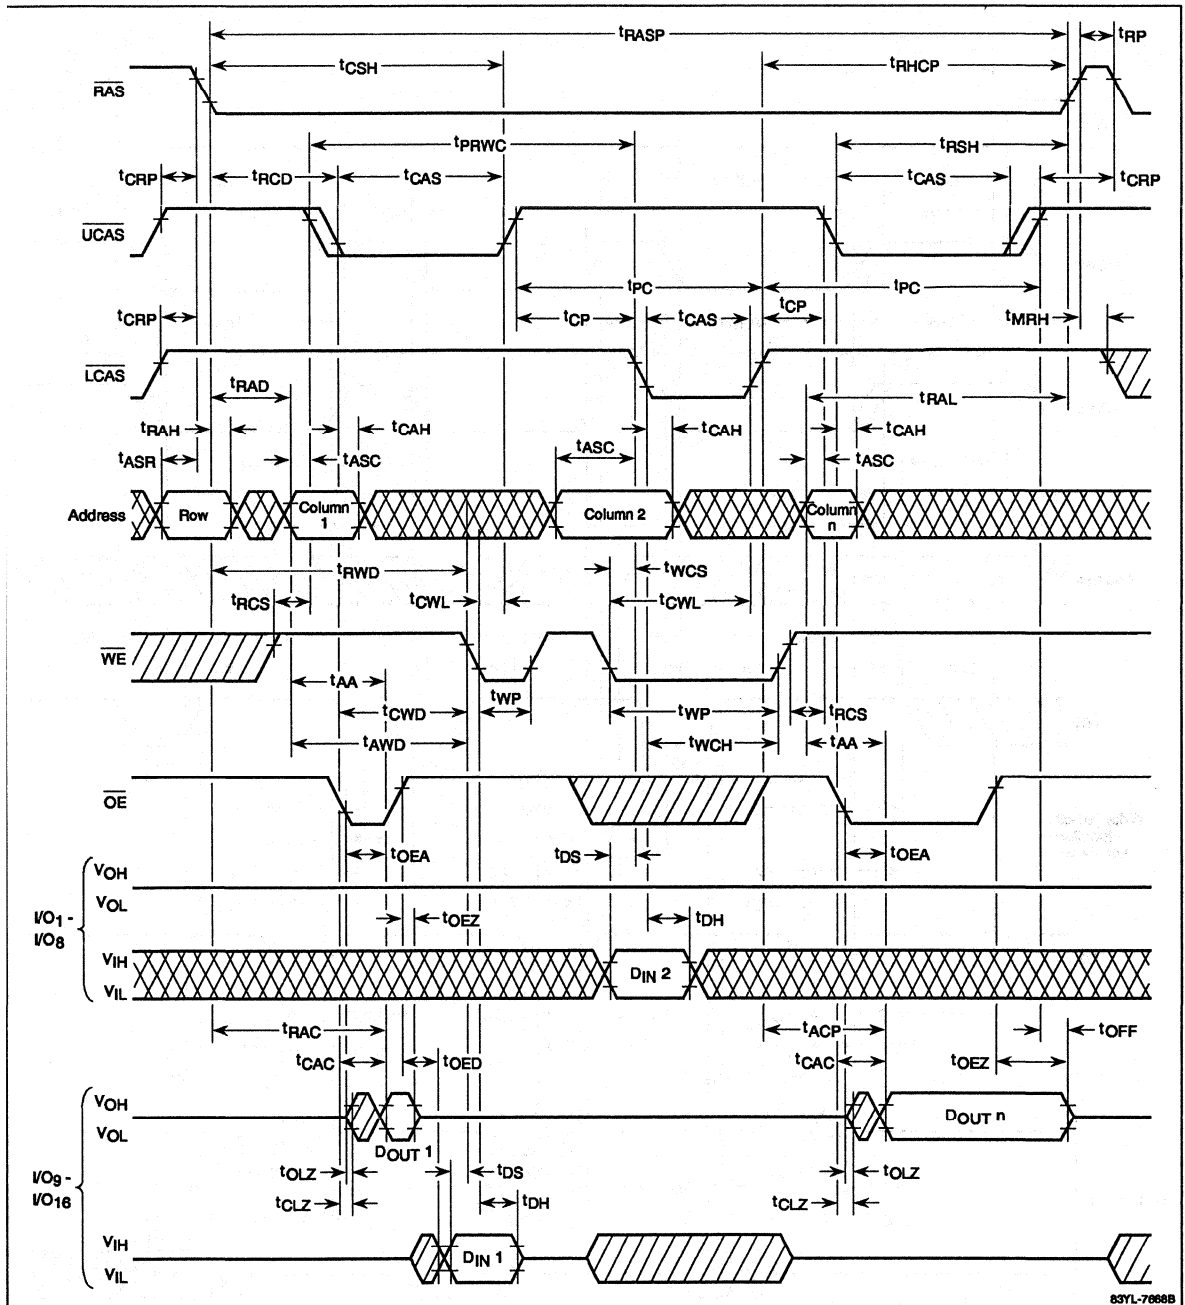 tRASP
tRP
tCSH
tRHCP
RAS
tPRWC
tRSH
tCRP
tRCD
tCAS
tCAS
tCRP
UCAS
tPC
tPC
tCRP
tCP
tCAS
tCP
tMRH
LCAS
tRAD
tRAL
tRAH
tCAH
tCAH
tCAH
tASR
tASC
tASC
tASC
Address
Row
Column 1
Column 2
Column n
tRWD
tWCS
tRCS
tCWL
tCWL
WE
tAA
tWP
tCWD
tWP
tRCS
tAWD
tWCH
tAA
OE
tOEA
tDS
tOEA
VOH
VOL
I/O1 -
I/O8
tOEZ
tDH
VIH
VIL
DIN 2
tRAC
tACP
tOFF
tCAC
tOED
tCAC
tOEZ
VOH
VOL
DOUT 1
DOUT n
I/O9 -
I/O16
tOLZ
tDS
tOLZ
tCLZ
tDH
tCLZ
VIH
VIL
DIN 1
83YL-7668B